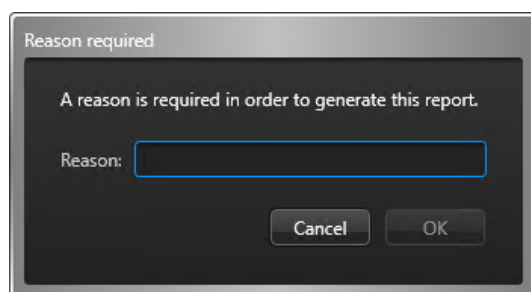 Reason required
A reason is required in order to generate this report.
Reason:
Cancel OK